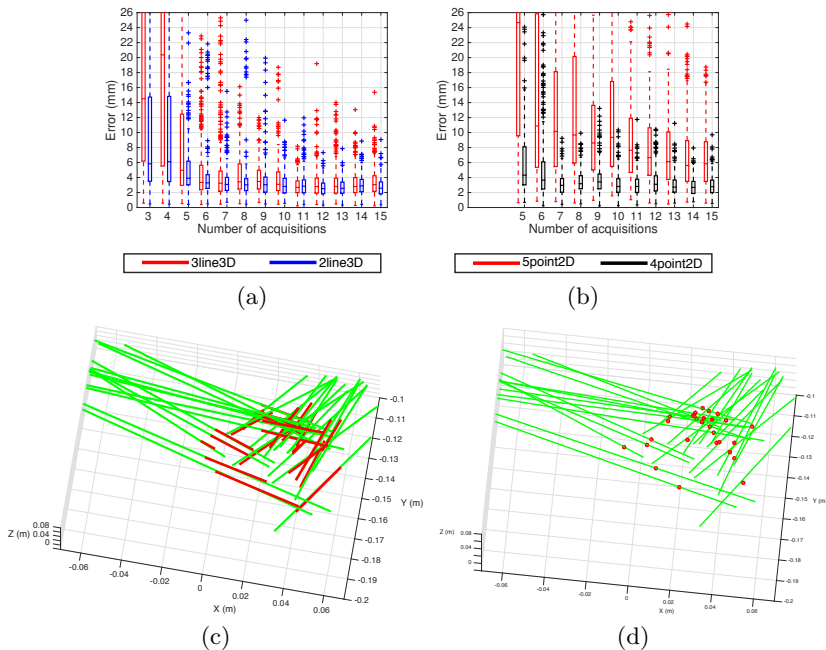 26
24
22
20
18
16
14
12
10
8
6
4
2
0
Error (mm)
3 4 5 6 7 8 9 10 11 12 13 14 15
Number of acquisitions
3line3D 2line3D
(a)
26
24
22
20
18
16
14
12
10
8
6
4
2
0
Error (mm)
5 6 7 8 9 10 11 12 13 14 15
Number of acquisitions
5point2D 4point2D
(b)
-0.1
-0.11
-0.12
-0.13
-0.14
-0.15
-0.16
-0.17
-0.18
-0.19
-0.2
Y (m)
Z (m)
0.08
0.04
0
-0.06 -0.04 -0.02 0 0.02 0.04 0.06
X (m)
(c)
-0.1
-0.11
-0.12
-0.13
-0.14
-0.15
-0.16
-0.17
-0.18
-0.19
-0.2
Y (m)
Z (m)
0.08
0.04
0
-0.06 -0.04 -0.02 0 0.02 0.04 0.06
X (m)
(d)